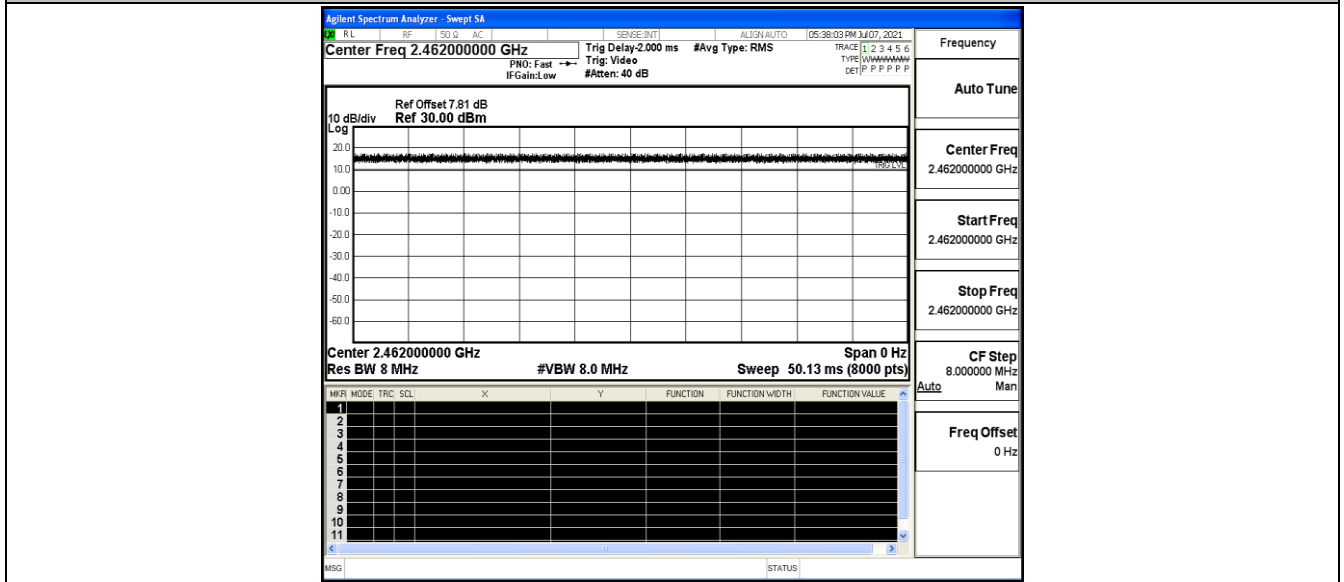 Agilent Spectrum Analyzer - Swept SA
RL RF 50 Ω AC SENSE:INT ALIGN AUTO 05:38:03 PM Jul 07, 2021
Center Freq 2.462000000 GHz
PNO: Fast
IFGain:Low
Trig Delay-2.000 ms
Trig: Video
#Atten: 40 dB
#Avg Type: RMS
TRACE 1 2 3 4 5 6
TYPE
DET P P P P P P
Ref Offset 7.81 dB
Ref 30.00 dBm
10 dB/div
Log
20.0
10.0
0.00
-10.0
-20.0
-30.0
-40.0
-50.0
-60.0
TRIG LVL
Center 2.462000000 GHz Span 0 Hz
Res BW 8 MHz #VBW 8.0 MHz Sweep 50.13 ms (8000 pts)
MKR MODE TRC SCL X Y FUNCTION FUNCTION WIDTH FUNCTION VALUE
1
2
3
4
5
6
7
8
9
10
11
MSG STATUS
Frequency
Auto Tune
Center Freq
2.462000000 GHz
Start Freq
2.462000000 GHz
Stop Freq
2.462000000 GHz
CF Step
8.000000 MHz
Auto Man
Freq Offset
0 Hz